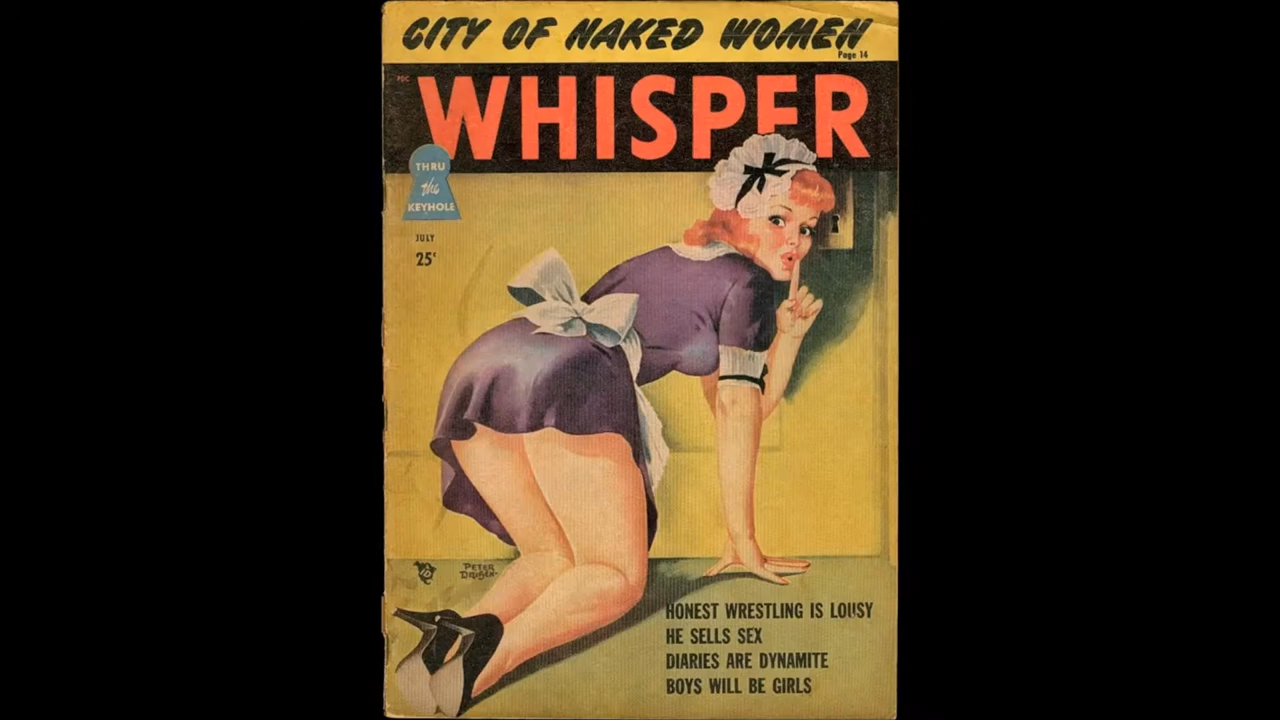 CITY OF NAKED WOMEN
Page 14
PDC
WHISPER
THRU
the
KEYHOLE
JULY
25¢
PETER
DRIBEN
HONEST WRESTLING IS LOUSY
HE SELLS SEX
DIARIES ARE DYNAMITE
BOYS WILL BE GIRLS